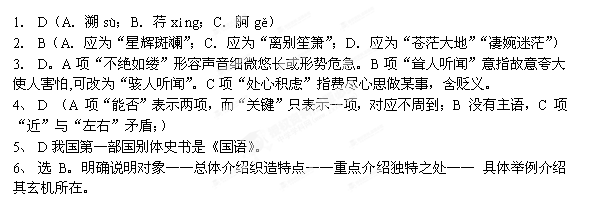 1. D（A．溯 sù；B．荇 xìng；C．阿 gē）
2. B（A．应为“星辉斑斓”；C．应为“离别笙箫”；D．应为“苍茫大地”“凄婉迷茫”）
3. D。A 项“不绝如缕”形容声音细微悠长或形势危急。B 项“耸人听闻”意指故意夸大
使人害怕,可改为“骇人听闻”。C 项“处心积虑”指费尽心思做某事，含贬义。
4、 D （A 项“能否”表示两项，而“关键”只表示一项，对应不周到；B 没有主语，C 项
“近”与“左右”矛盾；）
5、 D 我国第一部国别体史书是《国语》。
6、 选 B。明确说明对象——总体介绍织造特点---—重点介绍独特之处—— 具体举例介绍
其玄机所在。